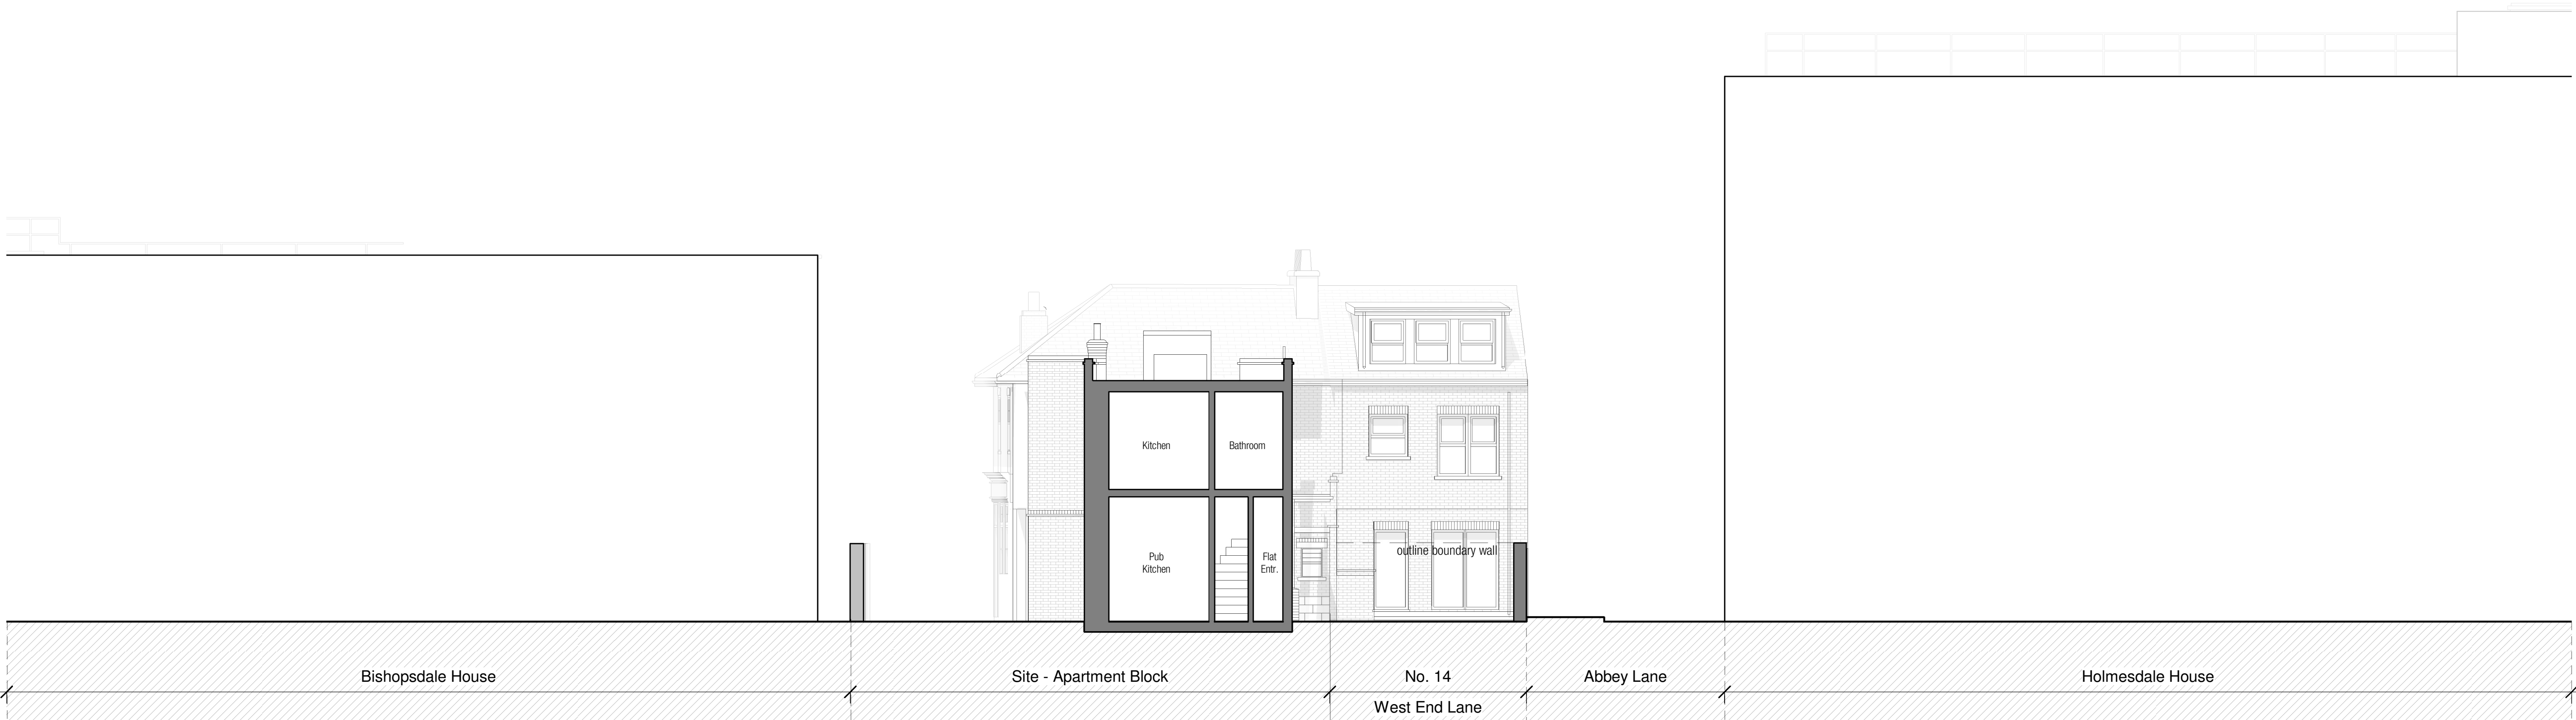 Kitchen
Bathroom
Pub
Kitchen
Flat
Entr.
outline boundary wall
Bishopsdale House
Site - Apartment Block
No. 14
West End Lane
Abbey Lane
Holmesdale House